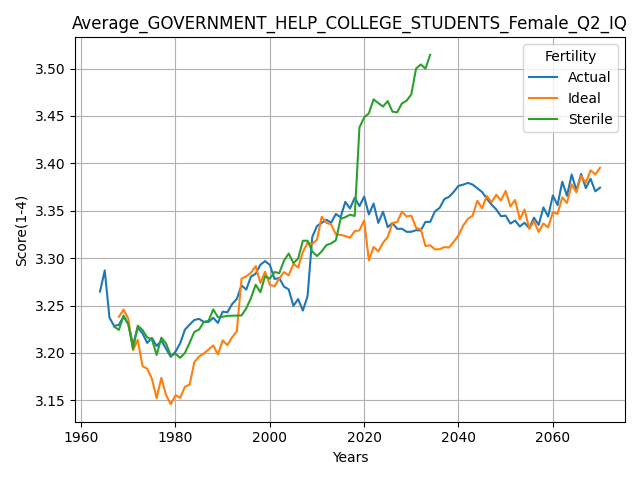 Average_GOVERNMENT_HELP_COLLEGE_STUDENTS_Female_Q2_IQ
Fertility
Actual
Ideal
Sterile
Score(1-4)
3.50
3.45
3.40
3.35
3.30
3.25
3.20
3.15
1960
1980
2000
2020
2040
2060
Years